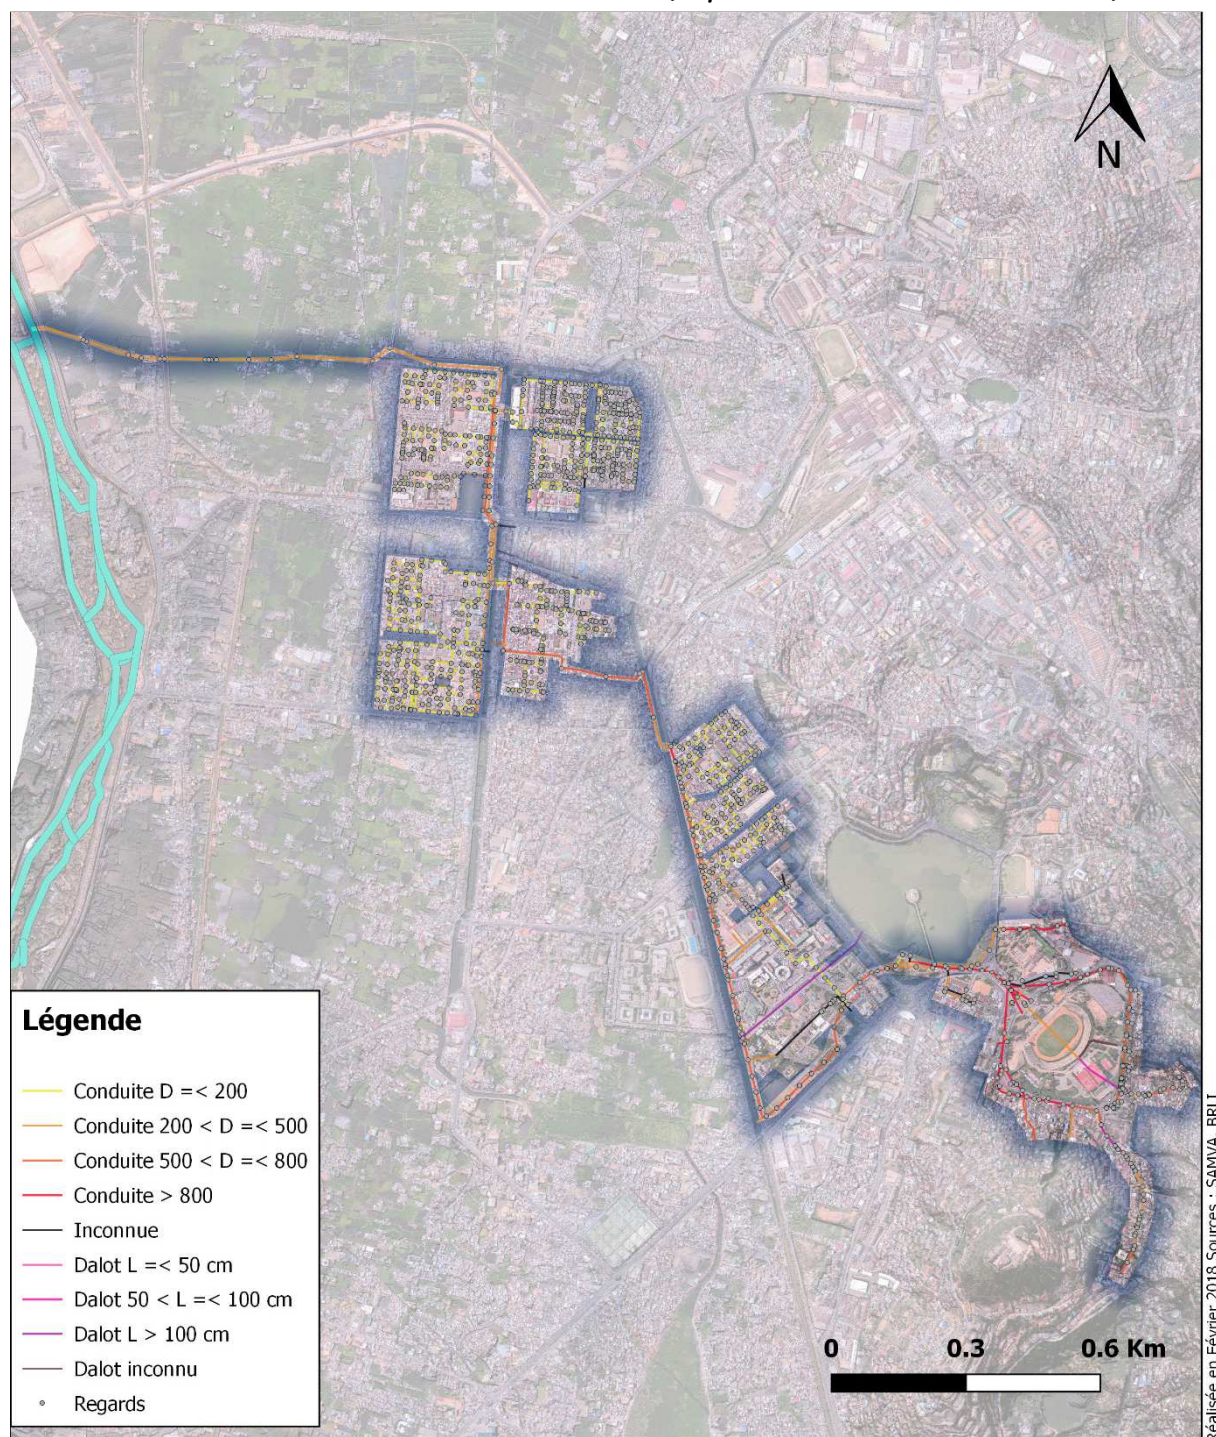 N
Légende
Conduite D =< 200
Conduite 200 < D =< 500
Conduite 500 < D =< 800
Conduite > 800
Inconnue
Dalot L =< 50 cm
Dalot 50 < L =< 100 cm
Dalot L > 100 cm
Dalot inconnu
Regards
0 0.3 0.6 Km
Réalisée en Février 2018 Sources : SAMVA, BRLI